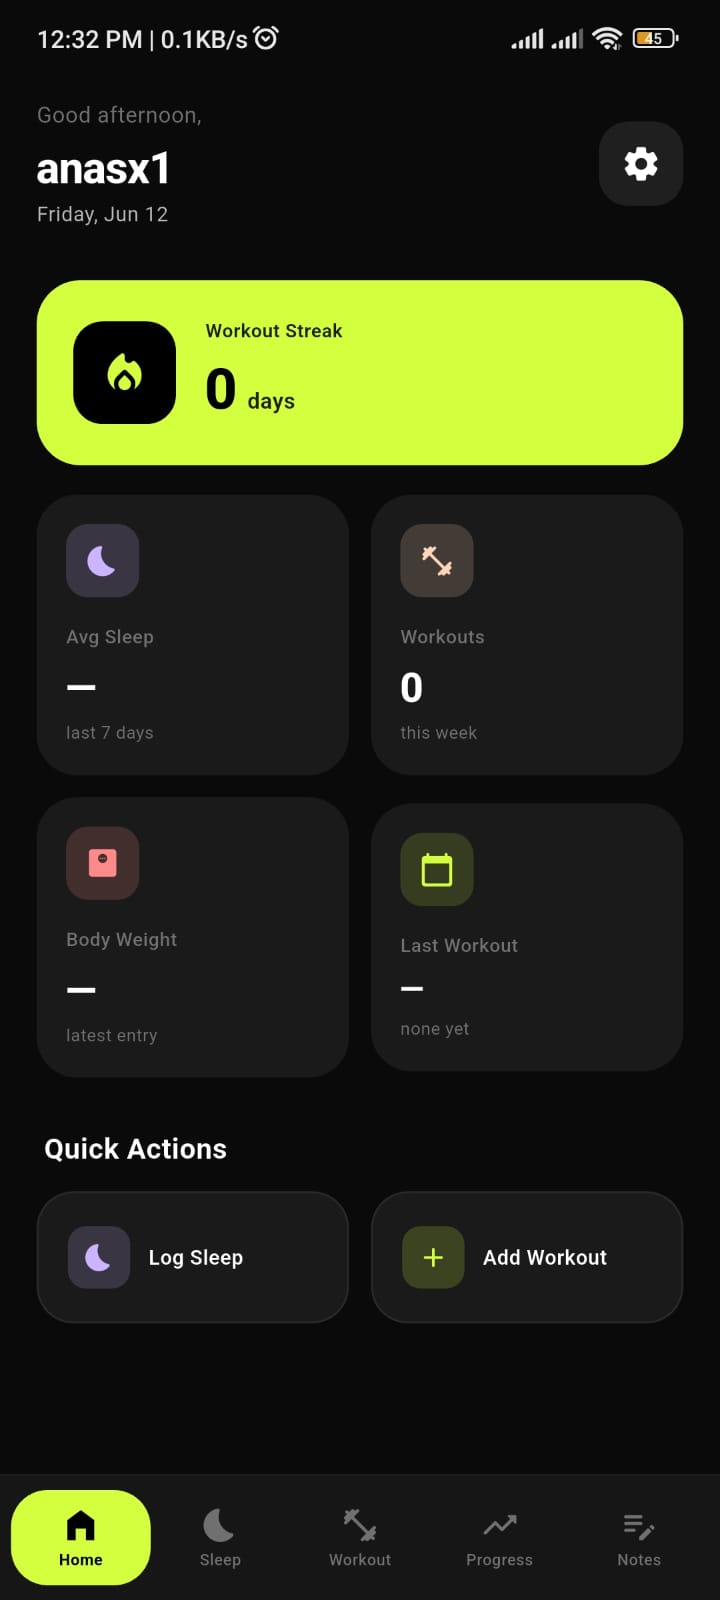 12:32 PM | 0.1KB/s
45
Good afternoon,
anasx1
Friday, Jun 12
Workout Streak
0 days
Avg Sleep
–
last 7 days
Workouts
0
this week
Body Weight
–
latest entry
Last Workout
–
none yet
Quick Actions
Log Sleep
Add Workout
Home
Sleep
Workout
Progress
Notes